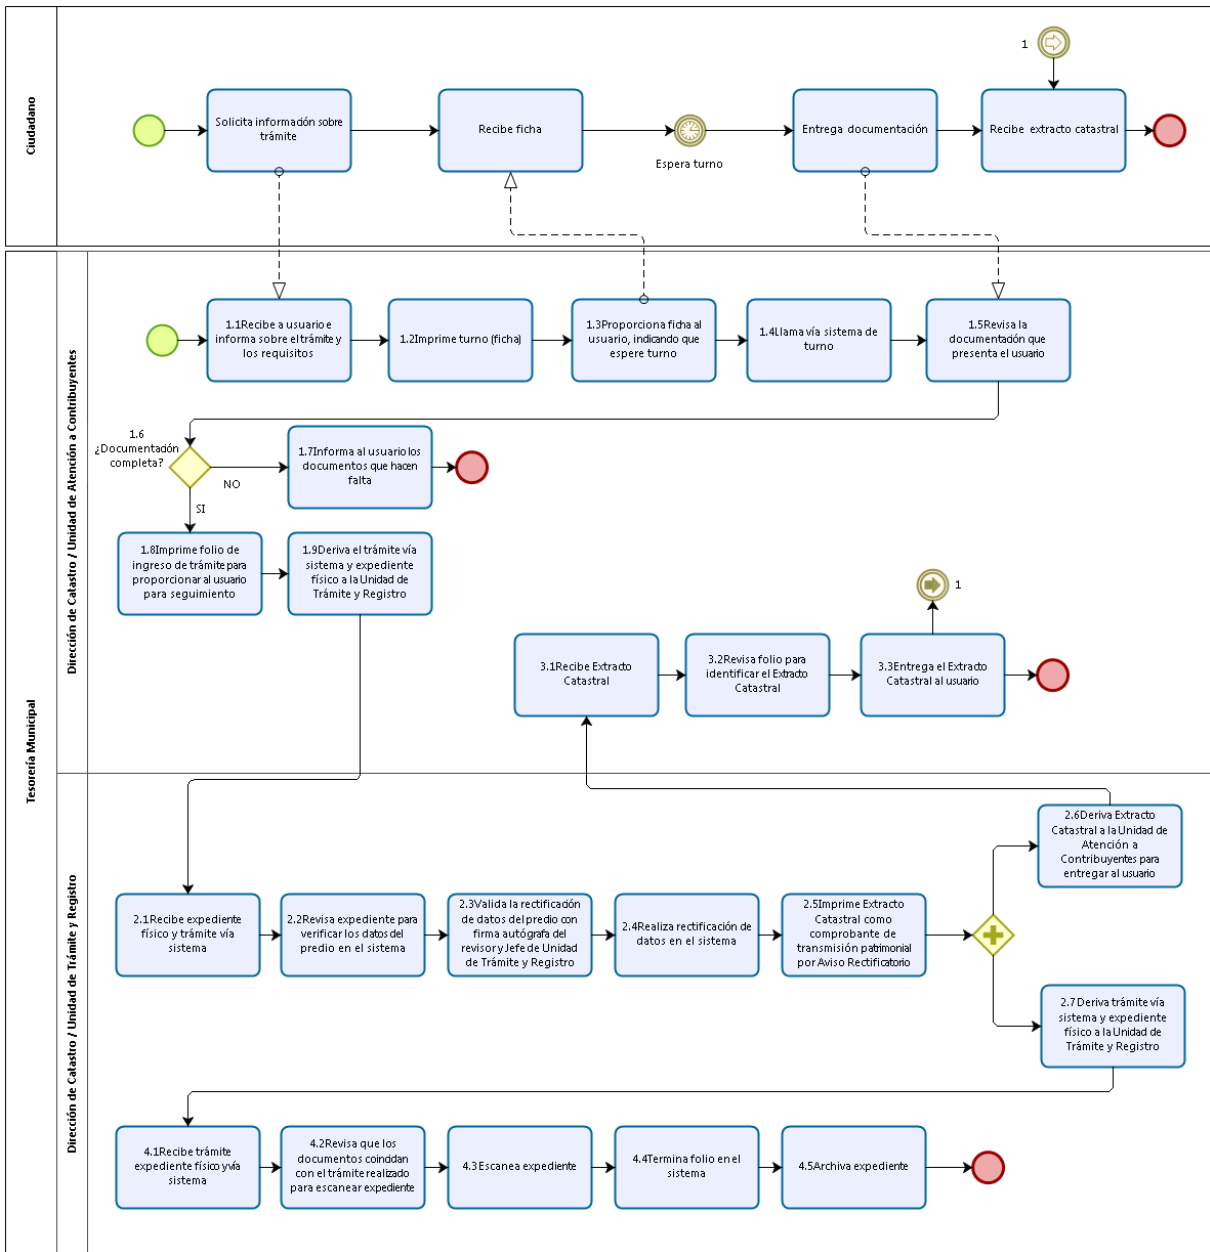 Ciudadano
1
Solicita información sobre
trámite
Recibe ficha
Espera turno
Entrega documentación
Recibe extracto catastral
Tesorería Municipal
Dirección de Catastro / Unidad de Atención a Contribuyentes
1.1Recibe a usuario e
informa sobre el trámite y
los requisitos
1.2Imprime turno (ficha)
1.3Proporciona ficha al
usuario, indicando que
espere turno
1.4Llama vía sistema de
turno
1.5Revisa la
documentación que
presenta el usuario
1.6
¿Documentación
completa?
NO
SI
1.7Informa al usuario los
documentos que hacen
falta
1.8Imprime folio de
ingreso de trámite para
proporcionar al usuario
para seguimiento
1.9Deriva el trámite vía
sistema y expediente
físico a la Unidad de
Trámite y Registro
1
3.1Recibe Extracto
Catastral
3.2Revisa folio para
identificar el Extracto
Catastral
3.3Entrega el Extracto
Catastral al usuario
Dirección de Catastro / Unidad de Trámite y Registro
2.1Recibe expediente
físico y trámite vía
sistema
2.2Revisa expediente para
verificar los datos del
predio en el sistema
2.3Valida la rectificación
de datos del predio con
firma autógrafa del
revisor y Jefe de Unidad
de Trámite y Registro
2.4Realiza rectificación de
datos en el sistema
2.5Imprime Extracto
Catastral como
comprobante de
transmisión patrimonial
por Aviso Rectificatorio
2.6Deriva Extracto
Catastral a la Unidad de
Atención a
Contribuyentes para
entregar al usuario
2.7Deriva trámite vía
sistema y expediente
físico a la Unidad de
Trámite y Registro
4.1Recibe trámite
expediente físico y vía
sistema
4.2Revisa que los
documentos coincidan
con el trámite realizado
para escanear expediente
4.3Escanea expediente
4.4Termina folio en el
sistema
4.5Archiva expediente